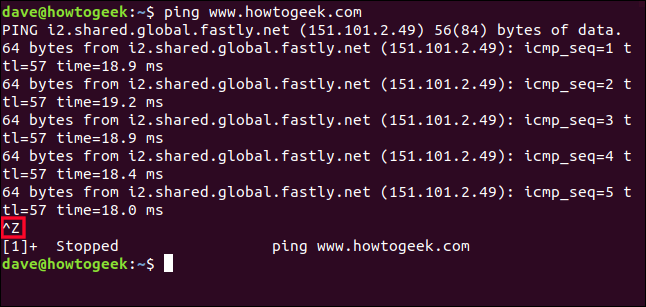 dave@howtogeek:~$ ping www.howtogeek.com
PING i2.shared.global.fastly.net (151.101.2.49) 56(84) bytes of data.
64 bytes from i2.shared.global.fastly.net (151.101.2.49): icmp_seq=1 t
tl=57 time=18.9 ms
64 bytes from i2.shared.global.fastly.net (151.101.2.49): icmp_seq=2 t
tl=57 time=19.2 ms
64 bytes from i2.shared.global.fastly.net (151.101.2.49): icmp_seq=3 t
tl=57 time=18.9 ms
64 bytes from i2.shared.global.fastly.net (151.101.2.49): icmp_seq=4 t
tl=57 time=18.4 ms
64 bytes from i2.shared.global.fastly.net (151.101.2.49): icmp_seq=5 t
tl=57 time=18.0 ms
^Z
[1]+  Stopped                 ping www.howtogeek.com
dave@howtogeek:~$